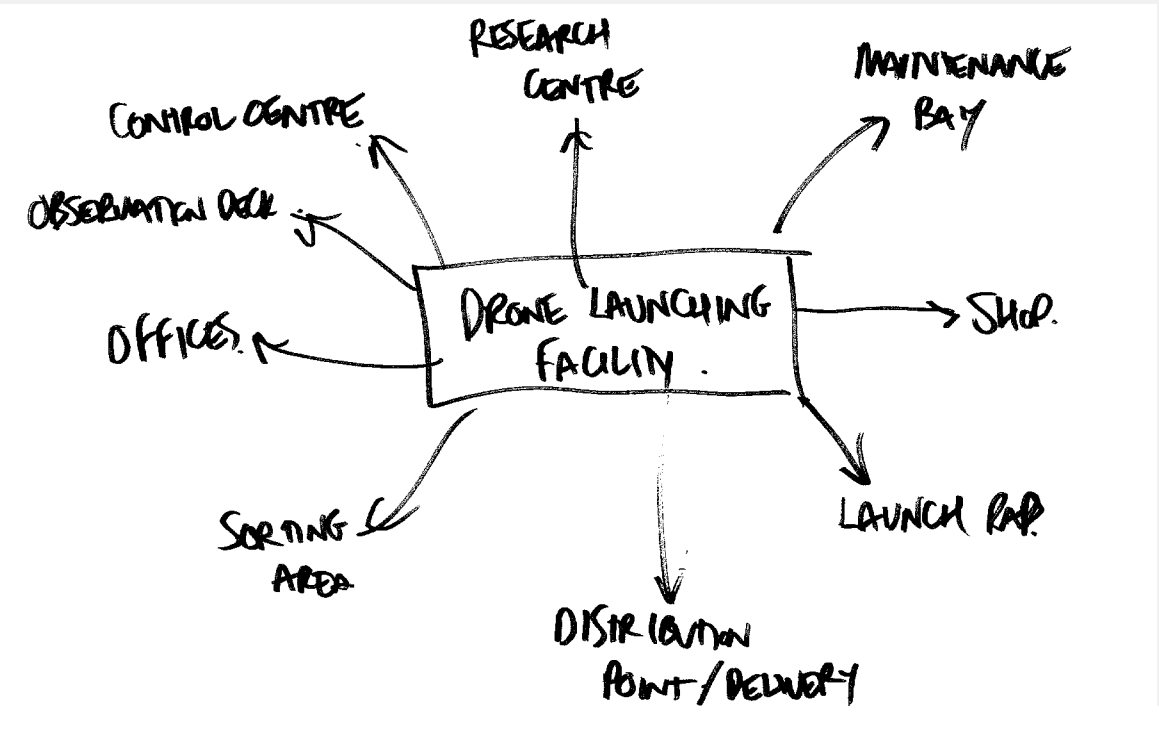 RESEARCH
CENTRE
MAINTENANCE
BAY
CONTROL CENTRE
OBSERVATION DECK
DRONE LAUNCHING
FACILITY.
SHOP.
OFFICES.
LAUNCH PAD.
SORTING
AREA
DISTRIBUTION
POINT/DELIVERY